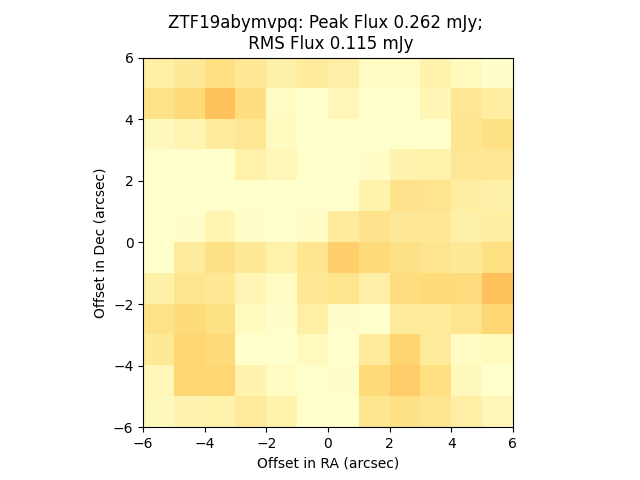 ZTF19abymvpq: Peak Flux 0.262 mJy;
RMS Flux 0.115 mJy
6
4
2
0
−2
−4
−6
Offset in Dec (arcsec)
−6 −4 −2 0 2 4 6
Offset in RA (arcsec)